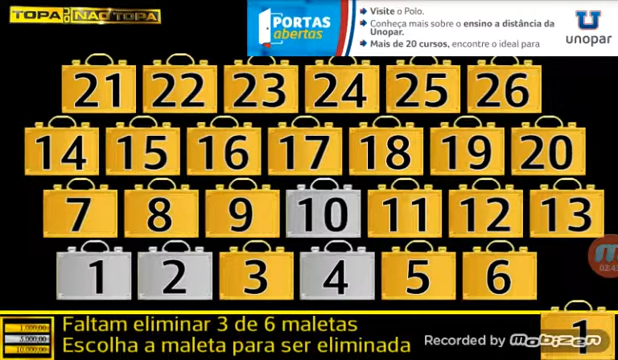 TOPA OU NÃO TOPA
PORTAS
abertas
• Visite o Polo.
• Conheça mais sobre o ensino a distância da
Unopar.
• Mais de 20 cursos, encontre o ideal para
unopar
21 22 23 24 25 26
14 15 16 17 18 19 20
7 8 9 10 11 12 13
1 2 3 4 5 6
Faltam eliminar 3 de 6 maletas
Escolha a maleta para ser eliminada
1
Recorded by MOBIZEN